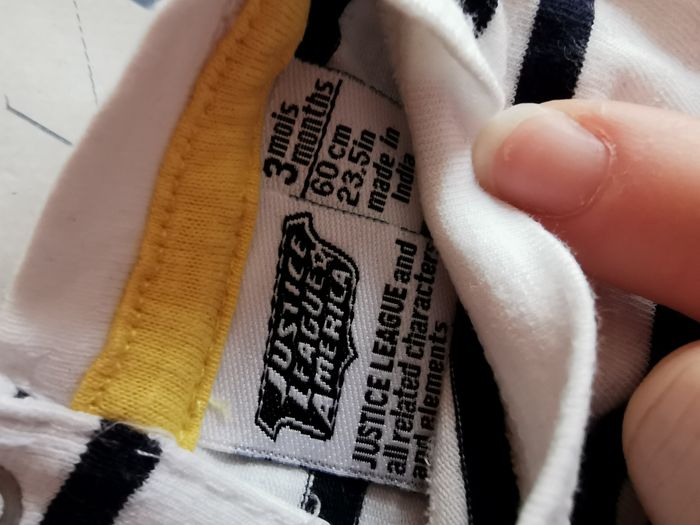 3 mois
months
60 cm
23.5in
made in
India
JUSTICE
LEAGUE
AMERICA
JUSTICE LEAGUE and
all related characters
and elements